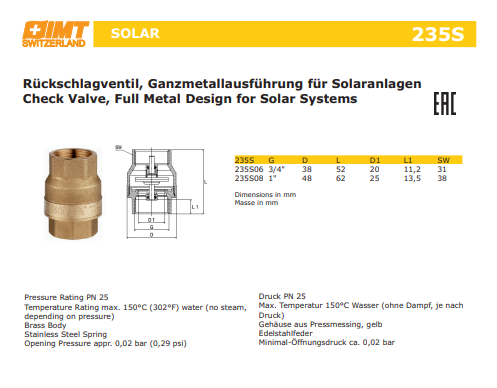 IMT
SWITZERLAND
SOLAR
235S
Rückschlagventil, Ganzmetallausführung für Solaranlagen
Check Valve, Full Metal Design for Solar Systems
EAC
SW
L
L1
D1
G
D
235S G D L D1 L1 SW
235S06 3/4" 38 52 20 11,2 31
235S08 1" 48 62 25 13,5 38
Dimensions in mm
Masse in mm
Pressure Rating PN 25
Temperature Rating max. 150°C (302°F) water (no steam,
depending on pressure)
Brass Body
Stainless Steel Spring
Opening Pressure appr. 0,02 bar (0,29 psi)
Druck PN 25
Max. Temperatur 150°C Wasser (ohne Dampf, je nach
Druck)
Gehäuse aus Pressmessing, gelb
Edelstahlfeder
Minimal-Öffnungsdruck ca. 0,02 bar